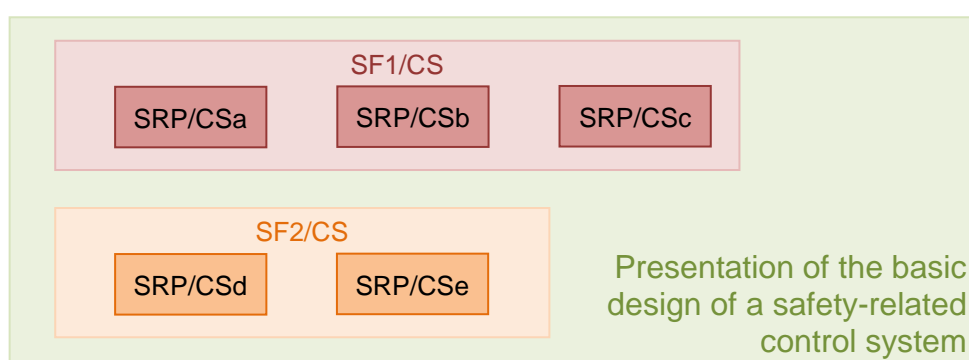 SF1/CS
SRP/CSa SRP/CSb SRP/CSc
SF2/CS
SRP/CSd SRP/CSe
Presentation of the basic
design of a safety-related
control system